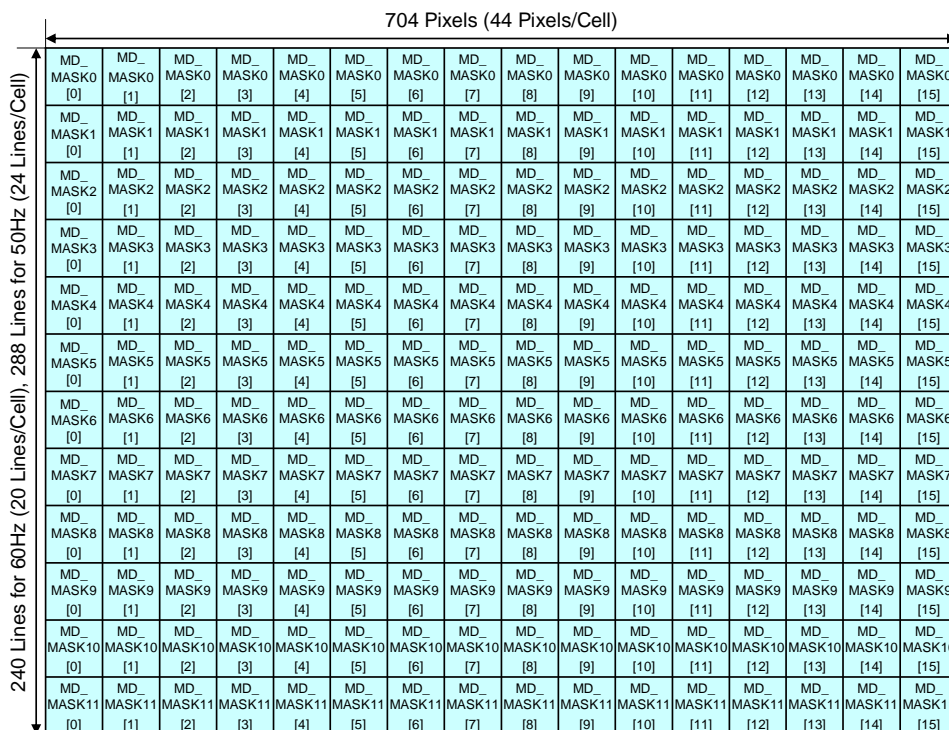 704 Pixels (44 Pixels/Cell)
240 Lines for 60Hz (20 Lines/Cell), 288 Lines for 50Hz (24 Lines/Cell)
MD_ MD_ MD_ MD_ MD_ MD_ MD_ MD_ MD_ MD_ MD_ MD_ MD_ MD_ MD_ MD_
MASK0 MASK0 MASK0 MASK0 MASK0 MASK0 MASK0 MASK0 MASK0 MASK0 MASK0 MASK0 MASK0 MASK0 MASK0 MASK0
[0] [1] [2] [3] [4] [5] [6] [7] [8] [9] [10] [11] [12] [13] [14] [15]
MD_ MD_ MD_ MD_ MD_ MD_ MD_ MD_ MD_ MD_ MD_ MD_ MD_ MD_ MD_ MD_
MASK1 MASK1 MASK1 MASK1 MASK1 MASK1 MASK1 MASK1 MASK1 MASK1 MASK1 MASK1 MASK1 MASK1 MASK1 MASK1
[0] [1] [2] [3] [4] [5] [6] [7] [8] [9] [10] [11] [12] [13] [14] [15]
MD_ MD_ MD_ MD_ MD_ MD_ MD_ MD_ MD_ MD_ MD_ MD_ MD_ MD_ MD_ MD_
MASK2 MASK2 MASK2 MASK2 MASK2 MASK2 MASK2 MASK2 MASK2 MASK2 MASK2 MASK2 MASK2 MASK2 MASK2 MASK2
[0] [1] [2] [3] [4] [5] [6] [7] [8] [9] [10] [11] [12] [13] [14] [15]
MD_ MD_ MD_ MD_ MD_ MD_ MD_ MD_ MD_ MD_ MD_ MD_ MD_ MD_ MD_ MD_
MASK3 MASK3 MASK3 MASK3 MASK3 MASK3 MASK3 MASK3 MASK3 MASK3 MASK3 MASK3 MASK3 MASK3 MASK3 MASK3
[0] [1] [2] [3] [4] [5] [6] [7] [8] [9] [10] [11] [12] [13] [14] [15]
MD_ MD_ MD_ MD_ MD_ MD_ MD_ MD_ MD_ MD_ MD_ MD_ MD_ MD_ MD_ MD_
MASK4 MASK4 MASK4 MASK4 MASK4 MASK4 MASK4 MASK4 MASK4 MASK4 MASK4 MASK4 MASK4 MASK4 MASK4 MASK4
[0] [1] [2] [3] [4] [5] [6] [7] [8] [9] [10] [11] [12] [13] [14] [15]
MD_ MD_ MD_ MD_ MD_ MD_ MD_ MD_ MD_ MD_ MD_ MD_ MD_ MD_ MD_ MD_
MASK5 MASK5 MASK5 MASK5 MASK5 MASK5 MASK5 MASK5 MASK5 MASK5 MASK5 MASK5 MASK5 MASK5 MASK5 MASK5
[0] [1] [2] [3] [4] [5] [6] [7] [8] [9] [10] [11] [12] [13] [14] [15]
MD_ MD_ MD_ MD_ MD_ MD_ MD_ MD_ MD_ MD_ MD_ MD_ MD_ MD_ MD_ MD_
MASK6 MASK6 MASK6 MASK6 MASK6 MASK6 MASK6 MASK6 MASK6 MASK6 MASK6 MASK6 MASK6 MASK6 MASK6 MASK6
[0] [1] [2] [3] [4] [5] [6] [7] [8] [9] [10] [11] [12] [13] [14] [15]
MD_ MD_ MD_ MD_ MD_ MD_ MD_ MD_ MD_ MD_ MD_ MD_ MD_ MD_ MD_ MD_
MASK7 MASK7 MASK7 MASK7 MASK7 MASK7 MASK7 MASK7 MASK7 MASK7 MASK7 MASK7 MASK7 MASK7 MASK7 MASK7
[0] [1] [2] [3] [4] [5] [6] [7] [8] [9] [10] [11] [12] [13] [14] [15]
MD_ MD_ MD_ MD_ MD_ MD_ MD_ MD_ MD_ MD_ MD_ MD_ MD_ MD_ MD_ MD_
MASK8 MASK8 MASK8 MASK8 MASK8 MASK8 MASK8 MASK8 MASK8 MASK8 MASK8 MASK8 MASK8 MASK8 MASK8 MASK8
[0] [1] [2] [3] [4] [5] [6] [7] [8] [9] [10] [11] [12] [13] [14] [15]
MD_ MD_ MD_ MD_ MD_ MD_ MD_ MD_ MD_ MD_ MD_ MD_ MD_ MD_ MD_ MD_
MASK9 MASK9 MASK9 MASK9 MASK9 MASK9 MASK9 MASK9 MASK9 MASK9 MASK9 MASK9 MASK9 MASK9 MASK9 MASK9
[0] [1] [2] [3] [4] [5] [6] [7] [8] [9] [10] [11] [12] [13] [14] [15]
MD_ MD_ MD_ MD_ MD_ MD_ MD_ MD_ MD_ MD_ MD_ MD_ MD_ MD_ MD_ MD_
MASK10 MASK10 MASK10 MASK10 MASK10 MASK10 MASK10 MASK10 MASK10 MASK10 MASK10 MASK10 MASK10 MASK10 MASK10 MASK10
[0] [1] [2] [3] [4] [5] [6] [7] [8] [9] [10] [11] [12] [13] [14] [15]
MD_ MD_ MD_ MD_ MD_ MD_ MD_ MD_ MD_ MD_ MD_ MD_ MD_ MD_ MD_ MD_
MASK11 MASK11 MASK11 MASK11 MASK11 MASK11 MASK11 MASK11 MASK11 MASK11 MASK11 MASK11 MASK11 MASK11 MASK11 MASK1
[0] [1] [2] [3] [4] [5] [6] [7] [8] [9] [10] [11] [12] [13] [14] [15]